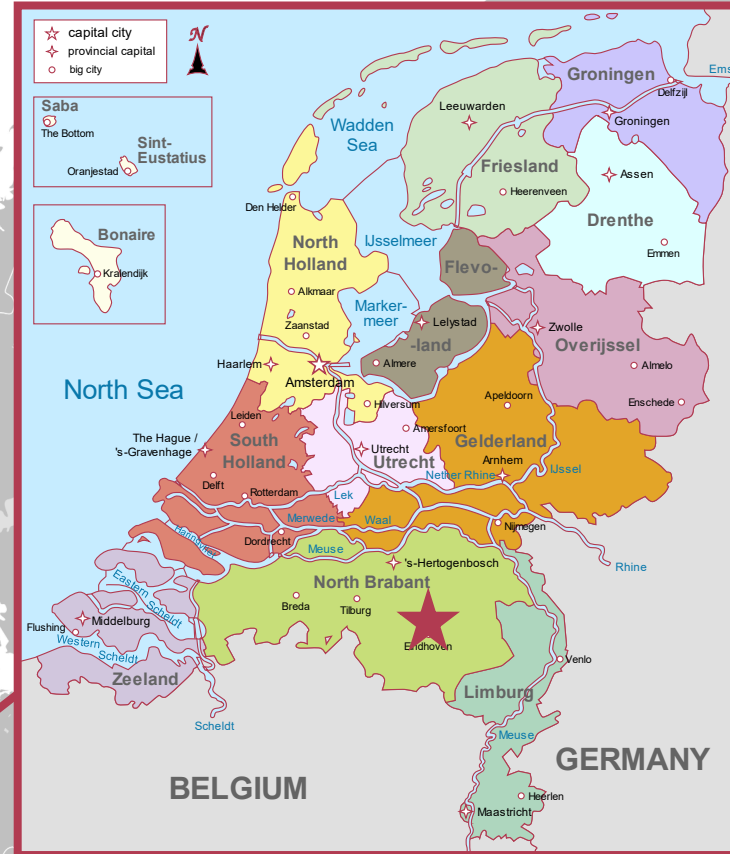 capital city
provincial capital
big city
N
Saba
The Bottom
Sint-
Eustatius
Oranjestad
Bonaire
Kralendijk
Wadden
Sea
Groningen
Ems
Delfzijl
Leeuwarden
Groningen
Friesland
Assen
Heerenveen
Drenthe
Emmen
Den Helder
North
Holland
IJsselmeer
Flevo-
Alkmaar
Marker-
meer
Zaanstad
Lelystad
-land
Zwolle
Overijssel
Haarlem
Almere
Almelo
Amsterdam
North Sea
Hilversum
Apeldoorn
Enschede
Leiden
Amersfoort
The Hague /
's-Gravenhage
South
Holland
Utrecht
Utrecht
Gelderland
Arnhem
Nether Rhine
IJssel
Delft
Rotterdam
Lek
Merwede
Waal
Nijmegen
Dordrecht
Meuse
Rhine
's-Hertogenbosch
North Brabant
Breda
Tilburg
Eindhoven
Eastern
Scheldt
Middelburg
Flushing
Western
Scheldt
Zeeland
Scheldt
Venlo
Limburg
Meuse
BELGIUM
GERMANY
Heerlen
Maastricht